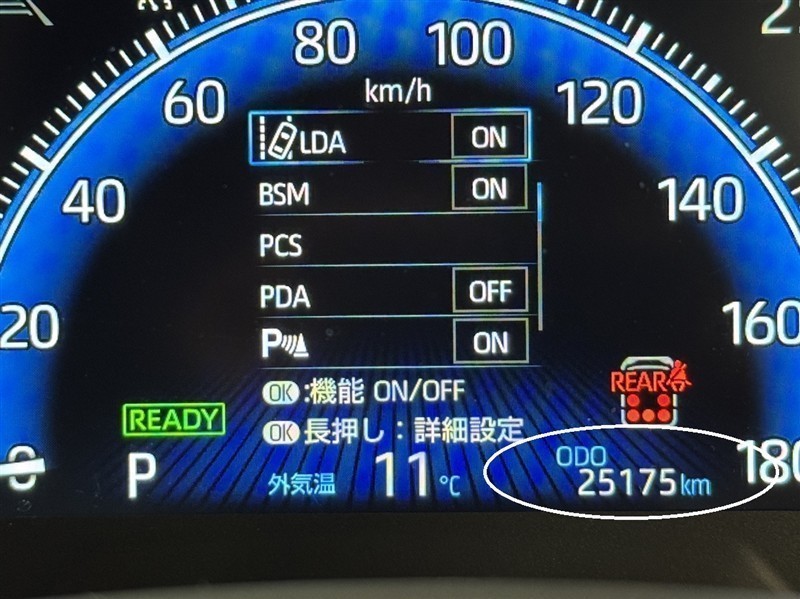 80 100
60 km/h 120
LDA ON
40 BSM ON 140
PCS
PDA OFF
20 P ON 160
OK :機能 ON/OFF
REAR
READY OK 長押し：詳細設定
0 P 外気温 11℃ ODO 25175km 180